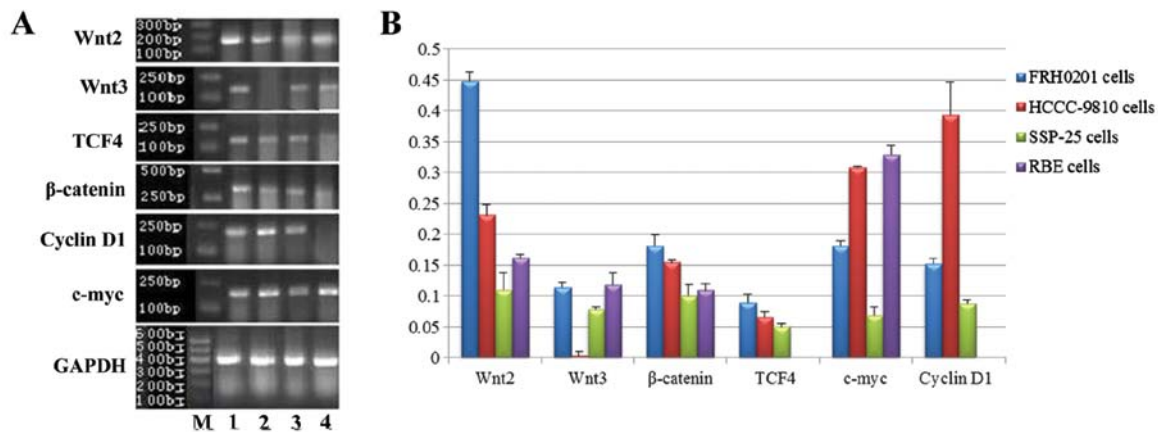 A
Wnt2
300bp
200bp
100bp
Wnt3
250bp
100bp
TCF4
250bp
100bp
β-catenin
500bp
250bp
Cyclin D1
250bp
100bp
c-myc
250bp
100bp
GAPDH
M 1 2 3 4
B
0.5
0.45
0.4
0.35
0.3
0.25
0.2
0.15
0.1
0.05
0
Wnt2 Wnt3 β-catenin TCF4 c-myc Cyclin D1
FRH0201 cells
HCCC-9810 cells
SSP-25 cells
RBE cells